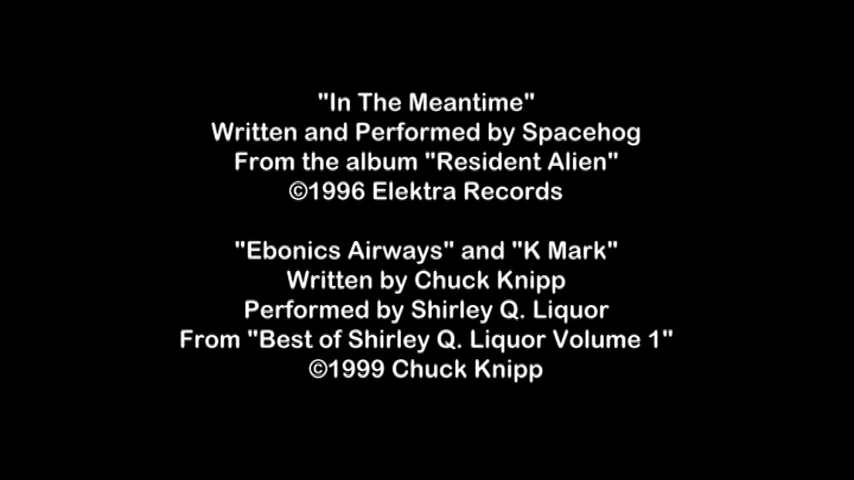 "In The Meantime"
Written and Performed by Spacehog
From the album "Resident Alien"
©1996 Elektra Records
"Ebonics Airways" and "K Mark"
Written by Chuck Knipp
Performed by Shirley Q. Liquor
From "Best of Shirley Q. Liquor Volume 1"
©1999 Chuck Knipp